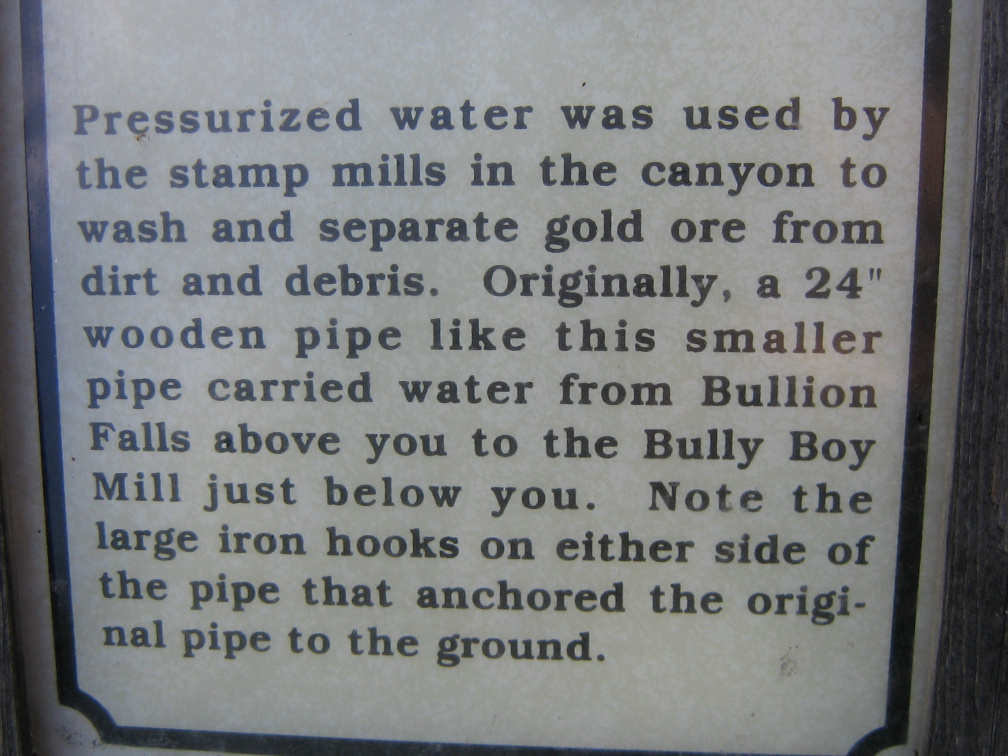 Pressurized water was used by
the stamp mills in the canyon to
wash and separate gold ore from
dirt and debris. Originally, a 24"
wooden pipe like this smaller
pipe carried water from Bullion
Falls above you to the Bully Boy
Mill just below you. Note the
large iron hooks on either side of
the pipe that anchored the origi-
nal pipe to the ground.